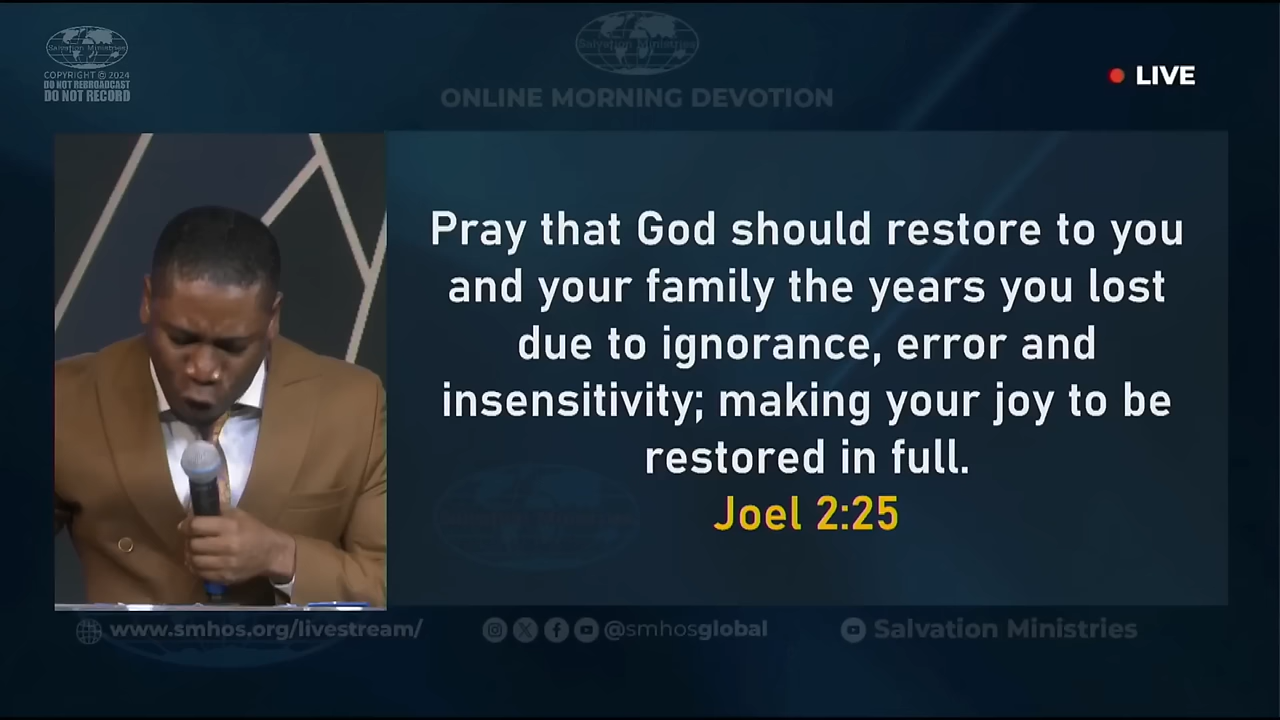 Salvation Ministries
COPYRIGHT © 2024
DO NOT REBROADCAST
DO NOT RECORD
Salvation Ministries
ONLINE MORNING DEVOTION
LIVE
Pray that God should restore to you
and your family the years you lost
due to ignorance, error and
insensitivity; making your joy to be
restored in full.
Joel 2:25
www.smhos.org/livestream/
@smhosglobal
Salvation Ministries